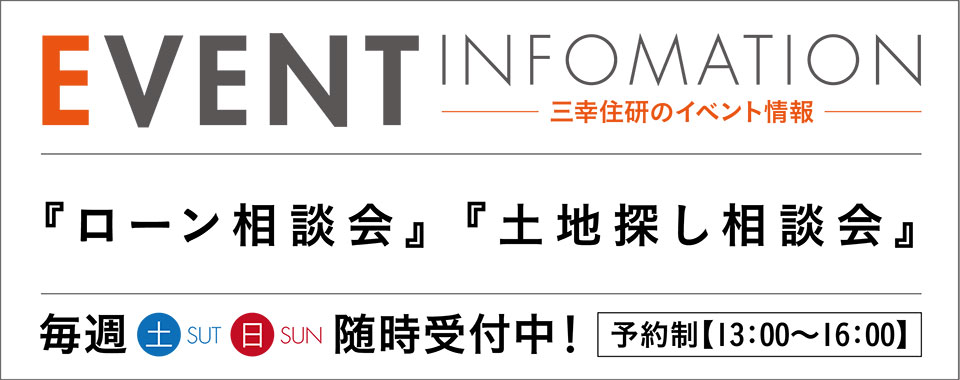 EVENT INFOMATION
三幸住研のイベント情報
『ローン相談会』『土地探し相談会』
毎週 土 SUT 日 SUN 随時受付中! 予約制【13:00〜16:00】